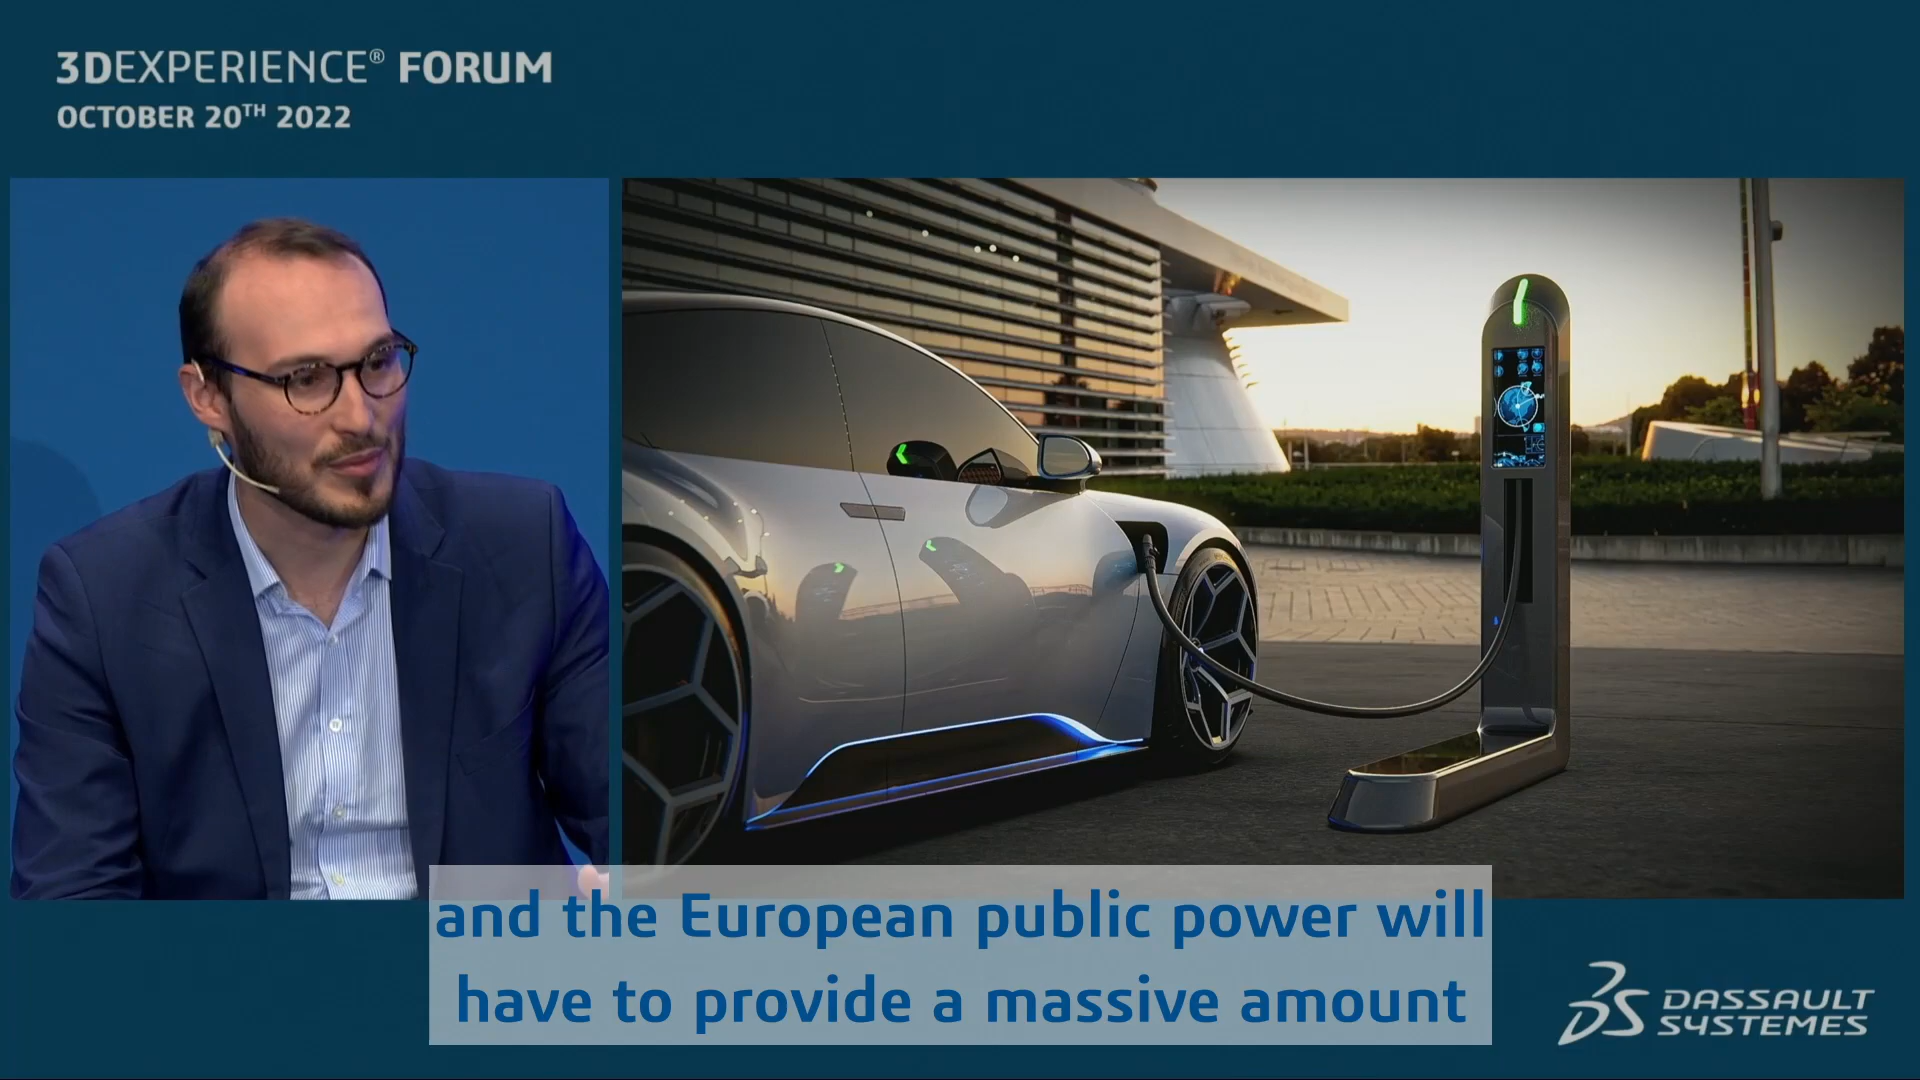 3DEXPERIENCE® FORUM
OCTOBER 20TH 2022
and the European public power will
have to provide a massive amount
DASSAULT
SYSTEMES